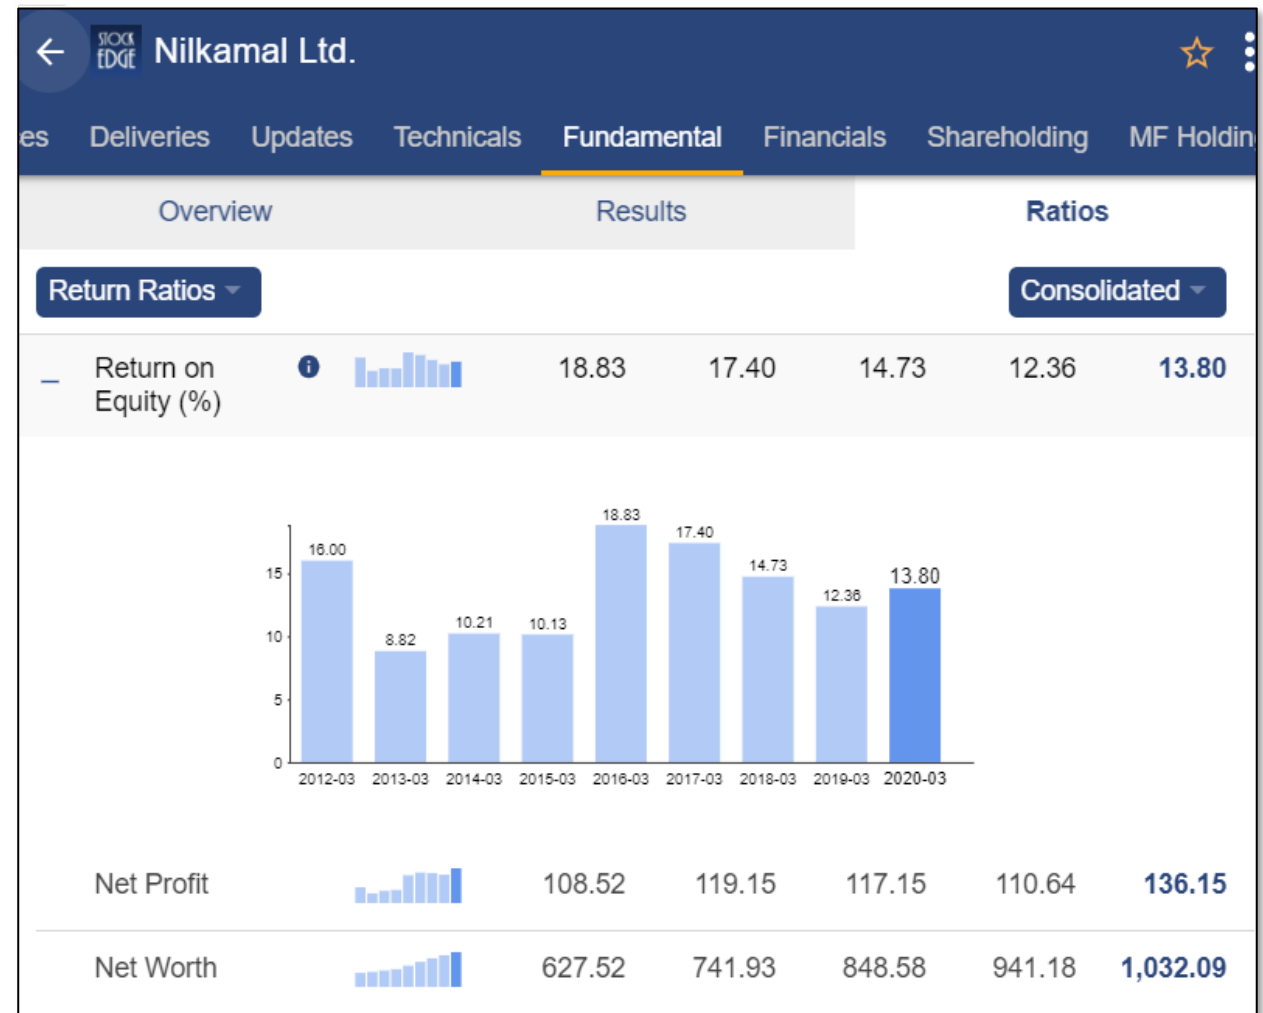 STOCK
EDGE
Nilkamal Ltd.
es Deliveries Updates Technicals Fundamental Financials Shareholding MF Holdin
Overview Results Ratios
Return Ratios Consolidated
Return on Equity (%) 18.83 17.40 14.73 12.36 13.80
18.83
17.40
16.00
14.73
15
13.80
12.36
10.21
10.13
10
8.82
5
0
2012-03 2013-03 2014-03 2015-03 2016-03 2017-03 2018-03 2019-03 2020-03
Net Profit 108.52 119.15 117.15 110.64 136.15
Net Worth 627.52 741.93 848.58 941.18 1,032.09